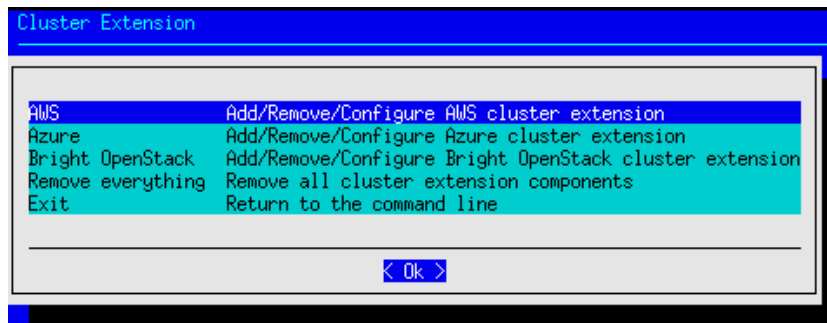 Cluster Extension
AWS Add/Remove/Configure AWS cluster extension
Azure Add/Remove/Configure Azure cluster extension
Bright OpenStack Add/Remove/Configure Bright OpenStack cluster extension
Remove everything Remove all cluster extension components
Exit Return to the command line
< Ok >